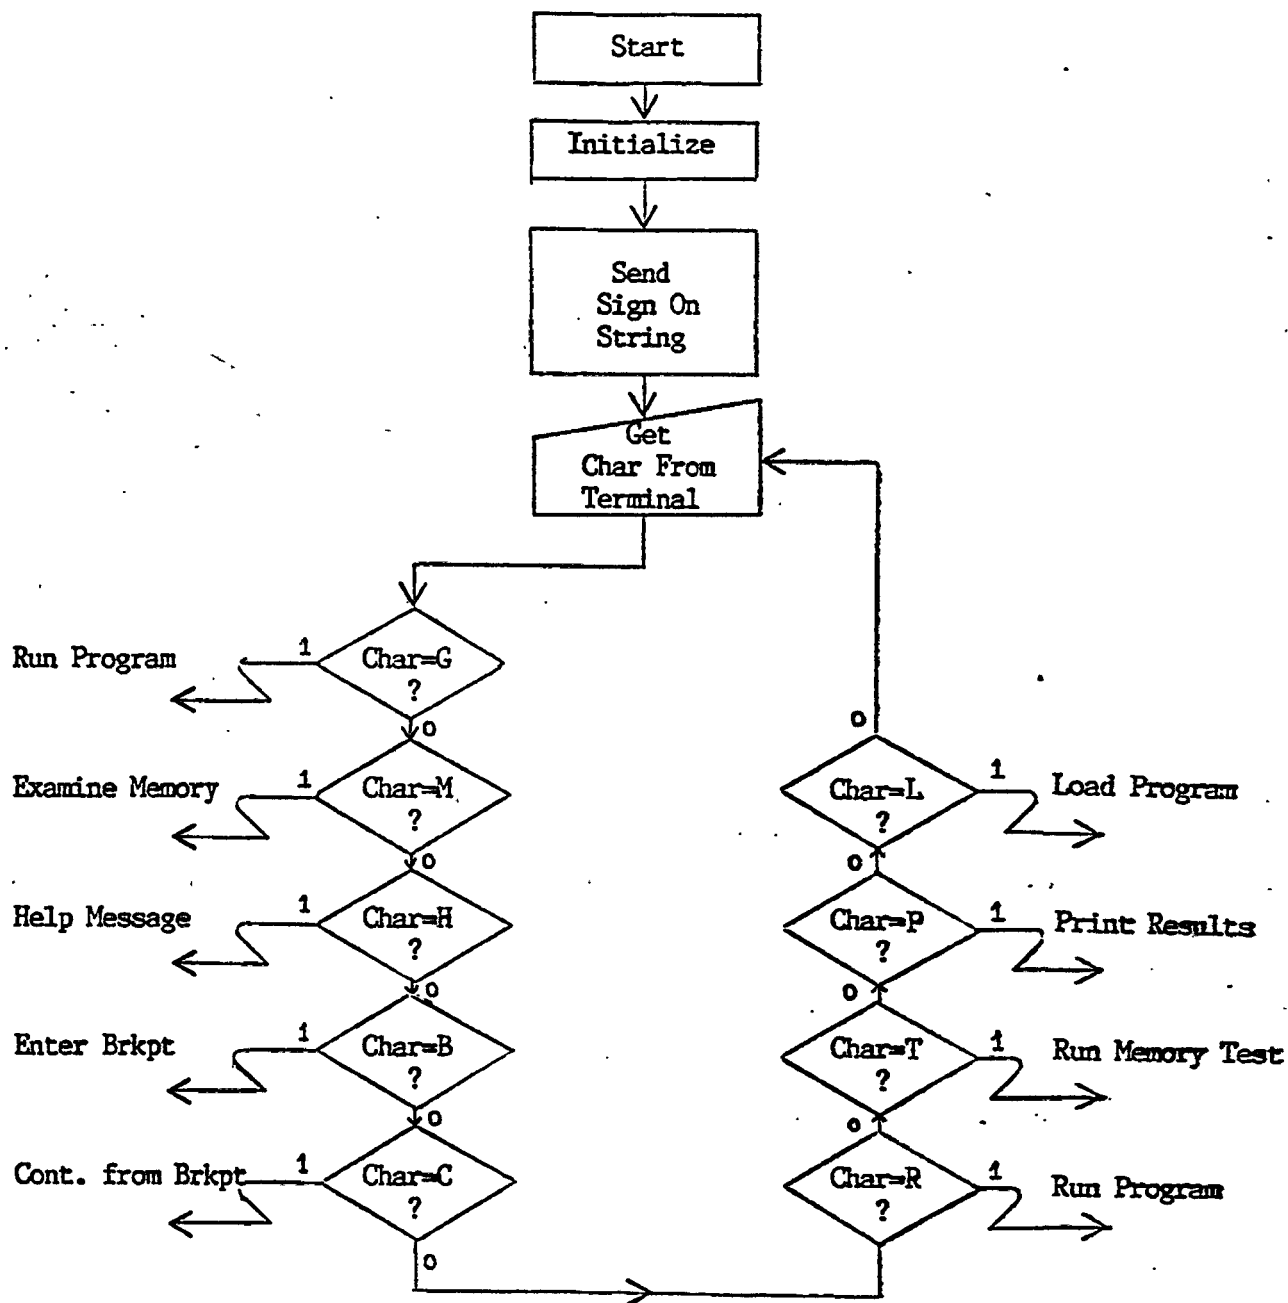 Start
Initialize
Send
Sign On
String
Get
Char From
Terminal
Run Program
1
Char=G
?
0
Examine Memory
1
Char=M
?
0
Help Message
1
Char=H
?
0
Enter Brkpt
1
Char=B
?
0
Cont. from Brkpt
1
Char=C
?
0
Char=R
?
1
Run Program
0
Char=T
?
1
Run Memory Test
0
Char=P
?
1
Print Results
0
Char=L
?
1
Load Program
0